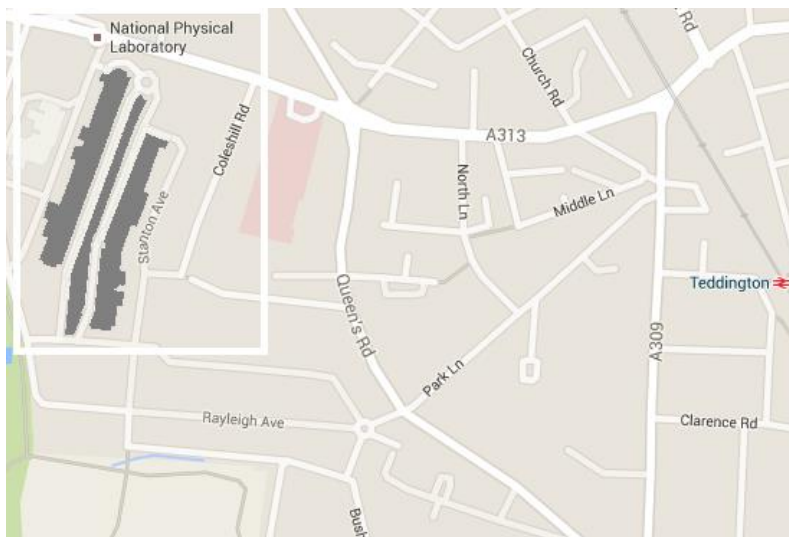 National Physical
Laboratory
Rd
Church Rd
A313
Coleshill Rd
North Ln
Middle Ln
Stanton Ave
Teddington
Queen's Rd
A309
Park Ln
Rayleigh Ave
Clarence Rd
Bush